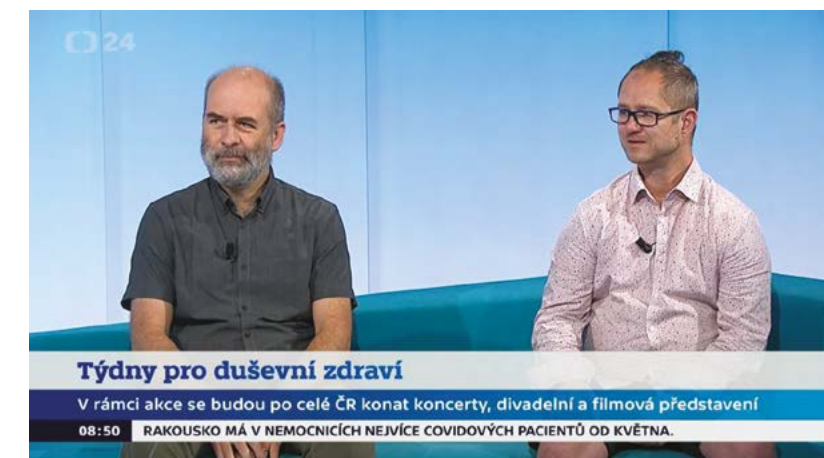 24
Týdny pro duševní zdraví
V rámci akce se budou po celé ČR konat koncerty, divadelní a filmová představení
08:50 RAKOUSKO MÁ V NEMOCNICÍCH NEJVÍCE COVIDOVÝCH PACIENTŮ OD KVĚTNA.